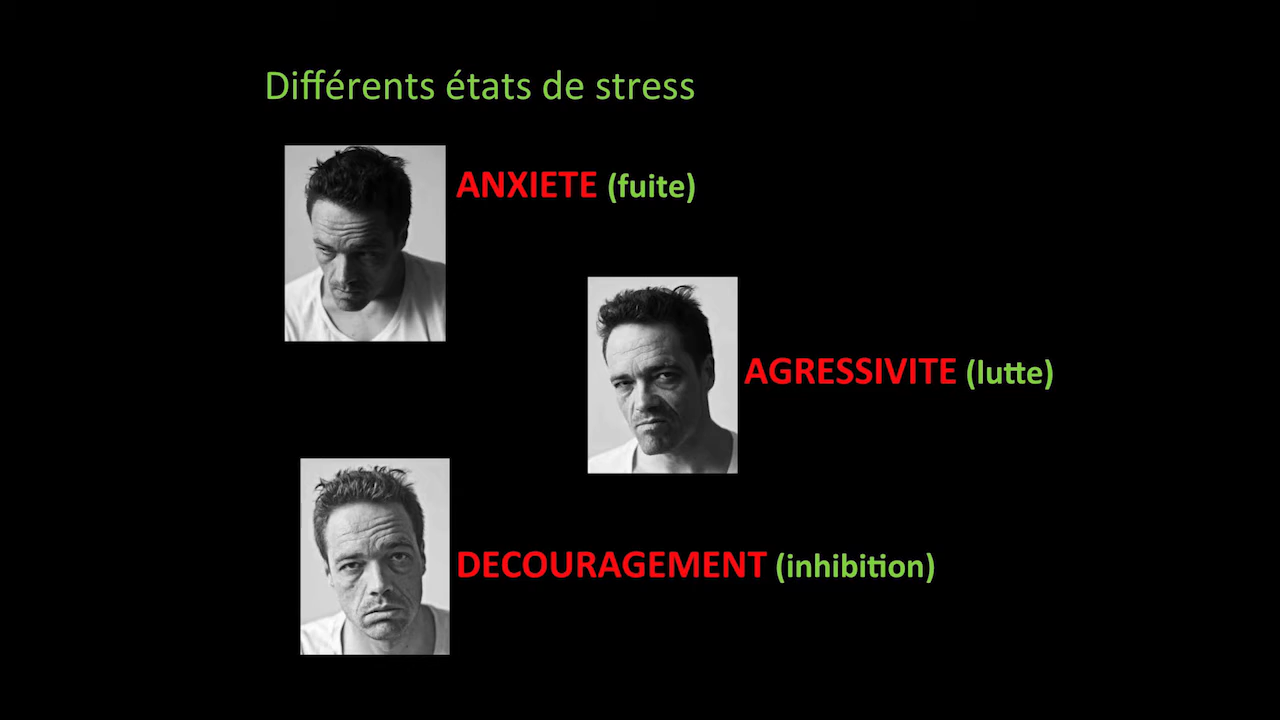 Différents états de stress
ANXIETE (fuite)
AGRESSIVITE (lutte)
DECOURAGEMENT (inhibition)